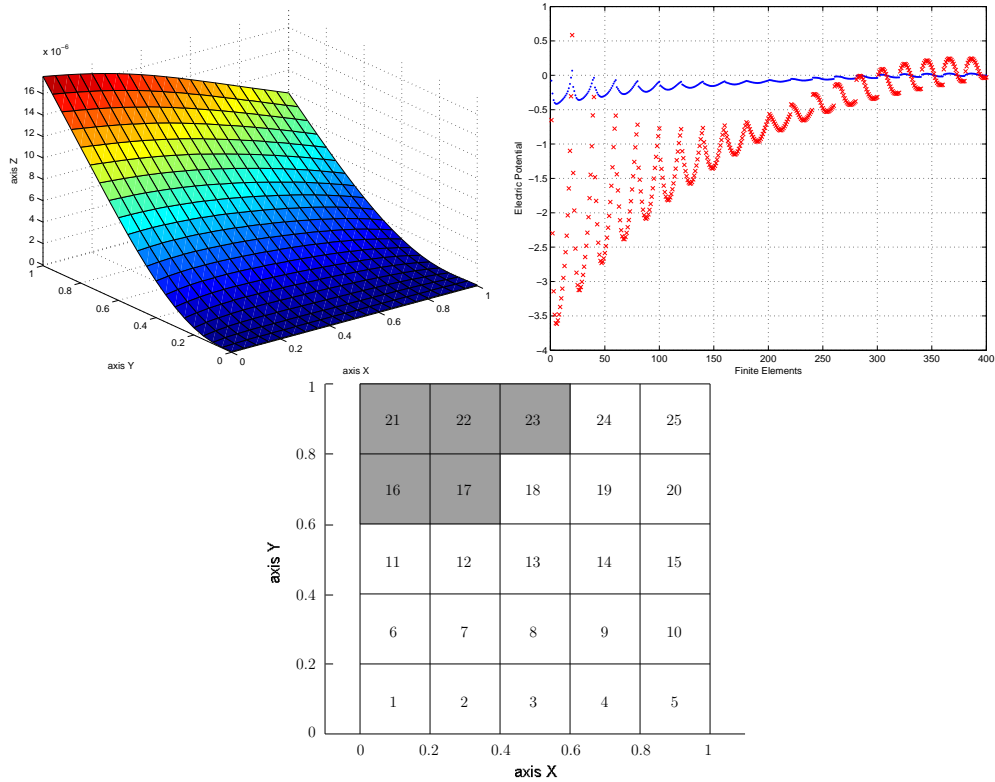 x 10⁻⁶
16
14
12
10
8
6
4
2
0
axis Z
1
0.8
0.6
0.4
0.2
0
axis Y
0
0.2
0.4
0.6
0.8
1
axis X
1
0.5
0
−0.5
−1
−1.5
−2
−2.5
−3
−3.5
−4
Electric Potential
0 50 100 150 200 250 300 350 400
Finite Elements
1
0.8
0.6
0.4
0.2
0
axis Y
21 22 23 24 25
16 17 18 19 20
11 12 13 14 15
6 7 8 9 10
1 2 3 4 5
0 0.2 0.4 0.6 0.8 1
axis X